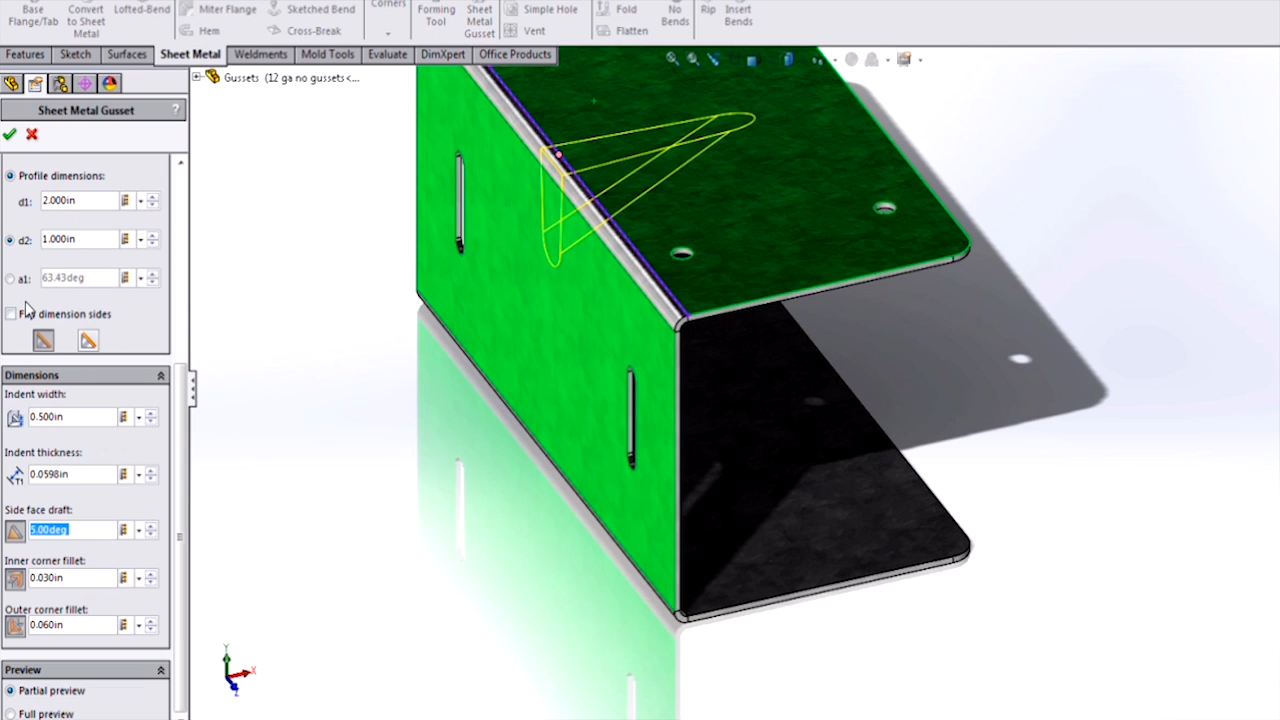 Base Flange/Tab
Convert to Sheet Metal
Lofted-Bend
Miter Flange
Hem
Sketched Bend
Cross-Break
Corners
Forming Tool
Sheet Metal Gusset
Simple Hole
Vent
Fold
Flatten
No Bends
Rip
Insert Bends
Features Sketch Surfaces Sheet Metal Weldments Mold Tools Evaluate DimXpert Office Products
Gussets (12 ga no gussets<...
Sheet Metal Gusset ?
Profile dimensions:
d1: 2.000in
d2: 1.000in
a1: 63.43deg
dimension sides
Dimensions
Indent width:
0.500in
Indent thickness:
T1 0.0598in
Side face draft:
5.00deg
Inner corner fillet:
0.030in
Outer corner fillet:
0.060in
Preview
Partial preview
Full preview
Y
X
Z